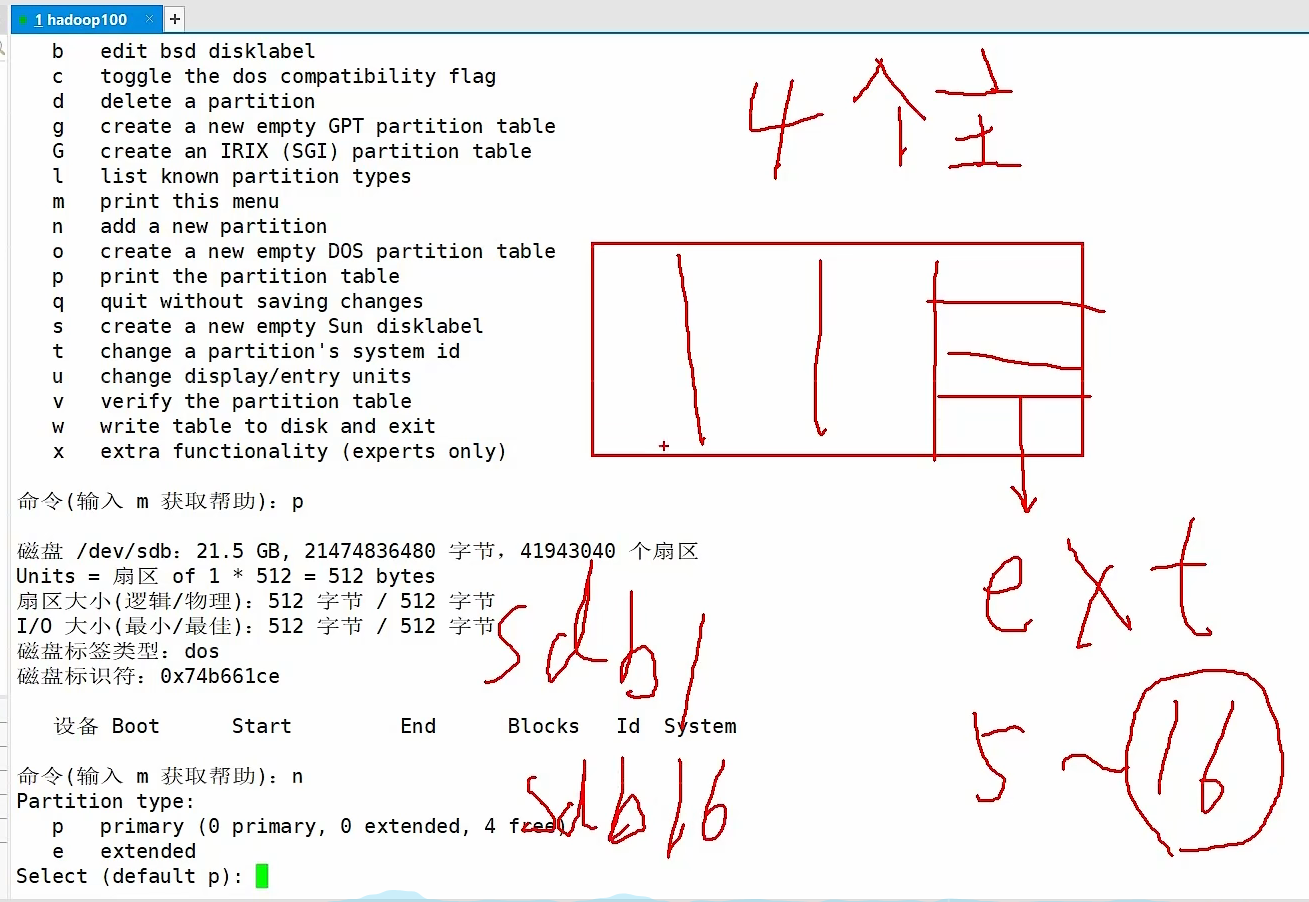 1 hadoop100
b edit bsd disklabel
c toggle the dos compatibility flag
d delete a partition
g create a new empty GPT partition table
G create an IRIX (SGI) partition table
l list known partition types
m print this menu
n add a new partition
o create a new empty DOS partition table
p print the partition table
q quit without saving changes
s create a new empty Sun disklabel
t change a partition's system id
u change display/entry units
v verify the partition table
w write table to disk and exit
x extra functionality (experts only)
命令(输入 m 获取帮助)：p
磁盘 /dev/sdb：21.5 GB, 21474836480 字节，41943040 个扇区
Units = 扇区 of 1 * 512 = 512 bytes
扇区大小(逻辑/物理)：512 字节 / 512 字节
I/O 大小(最小/最佳)：512 字节 / 512 字节
磁盘标签类型：dos
磁盘标识符：0x74b661ce
设备 Boot Start End Blocks Id System
命令(输入 m 获取帮助)：n
Partition type:
p primary (0 primary, 0 extended, 4 free)
e extended
Select (default p):
4个主
ext
sdb1
5~16
sdb16